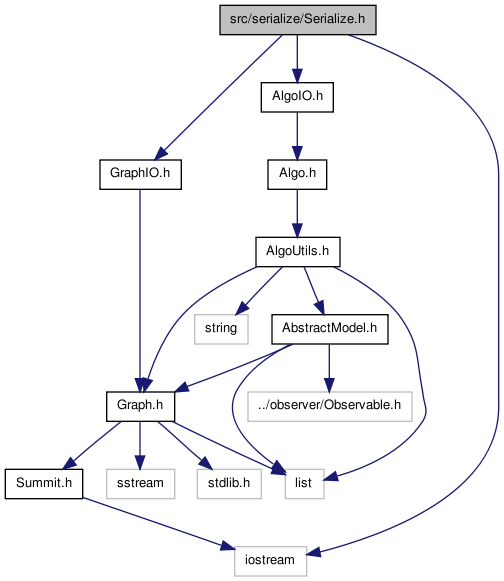 src/serialize/Serialize.h
AlgoIO.h
GraphIO.h
Algo.h
AlgoUtils.h
string
AbstractModel.h
Graph.h
../observer/Observable.h
Summit.h
sstream
stdlib.h
list
iostream